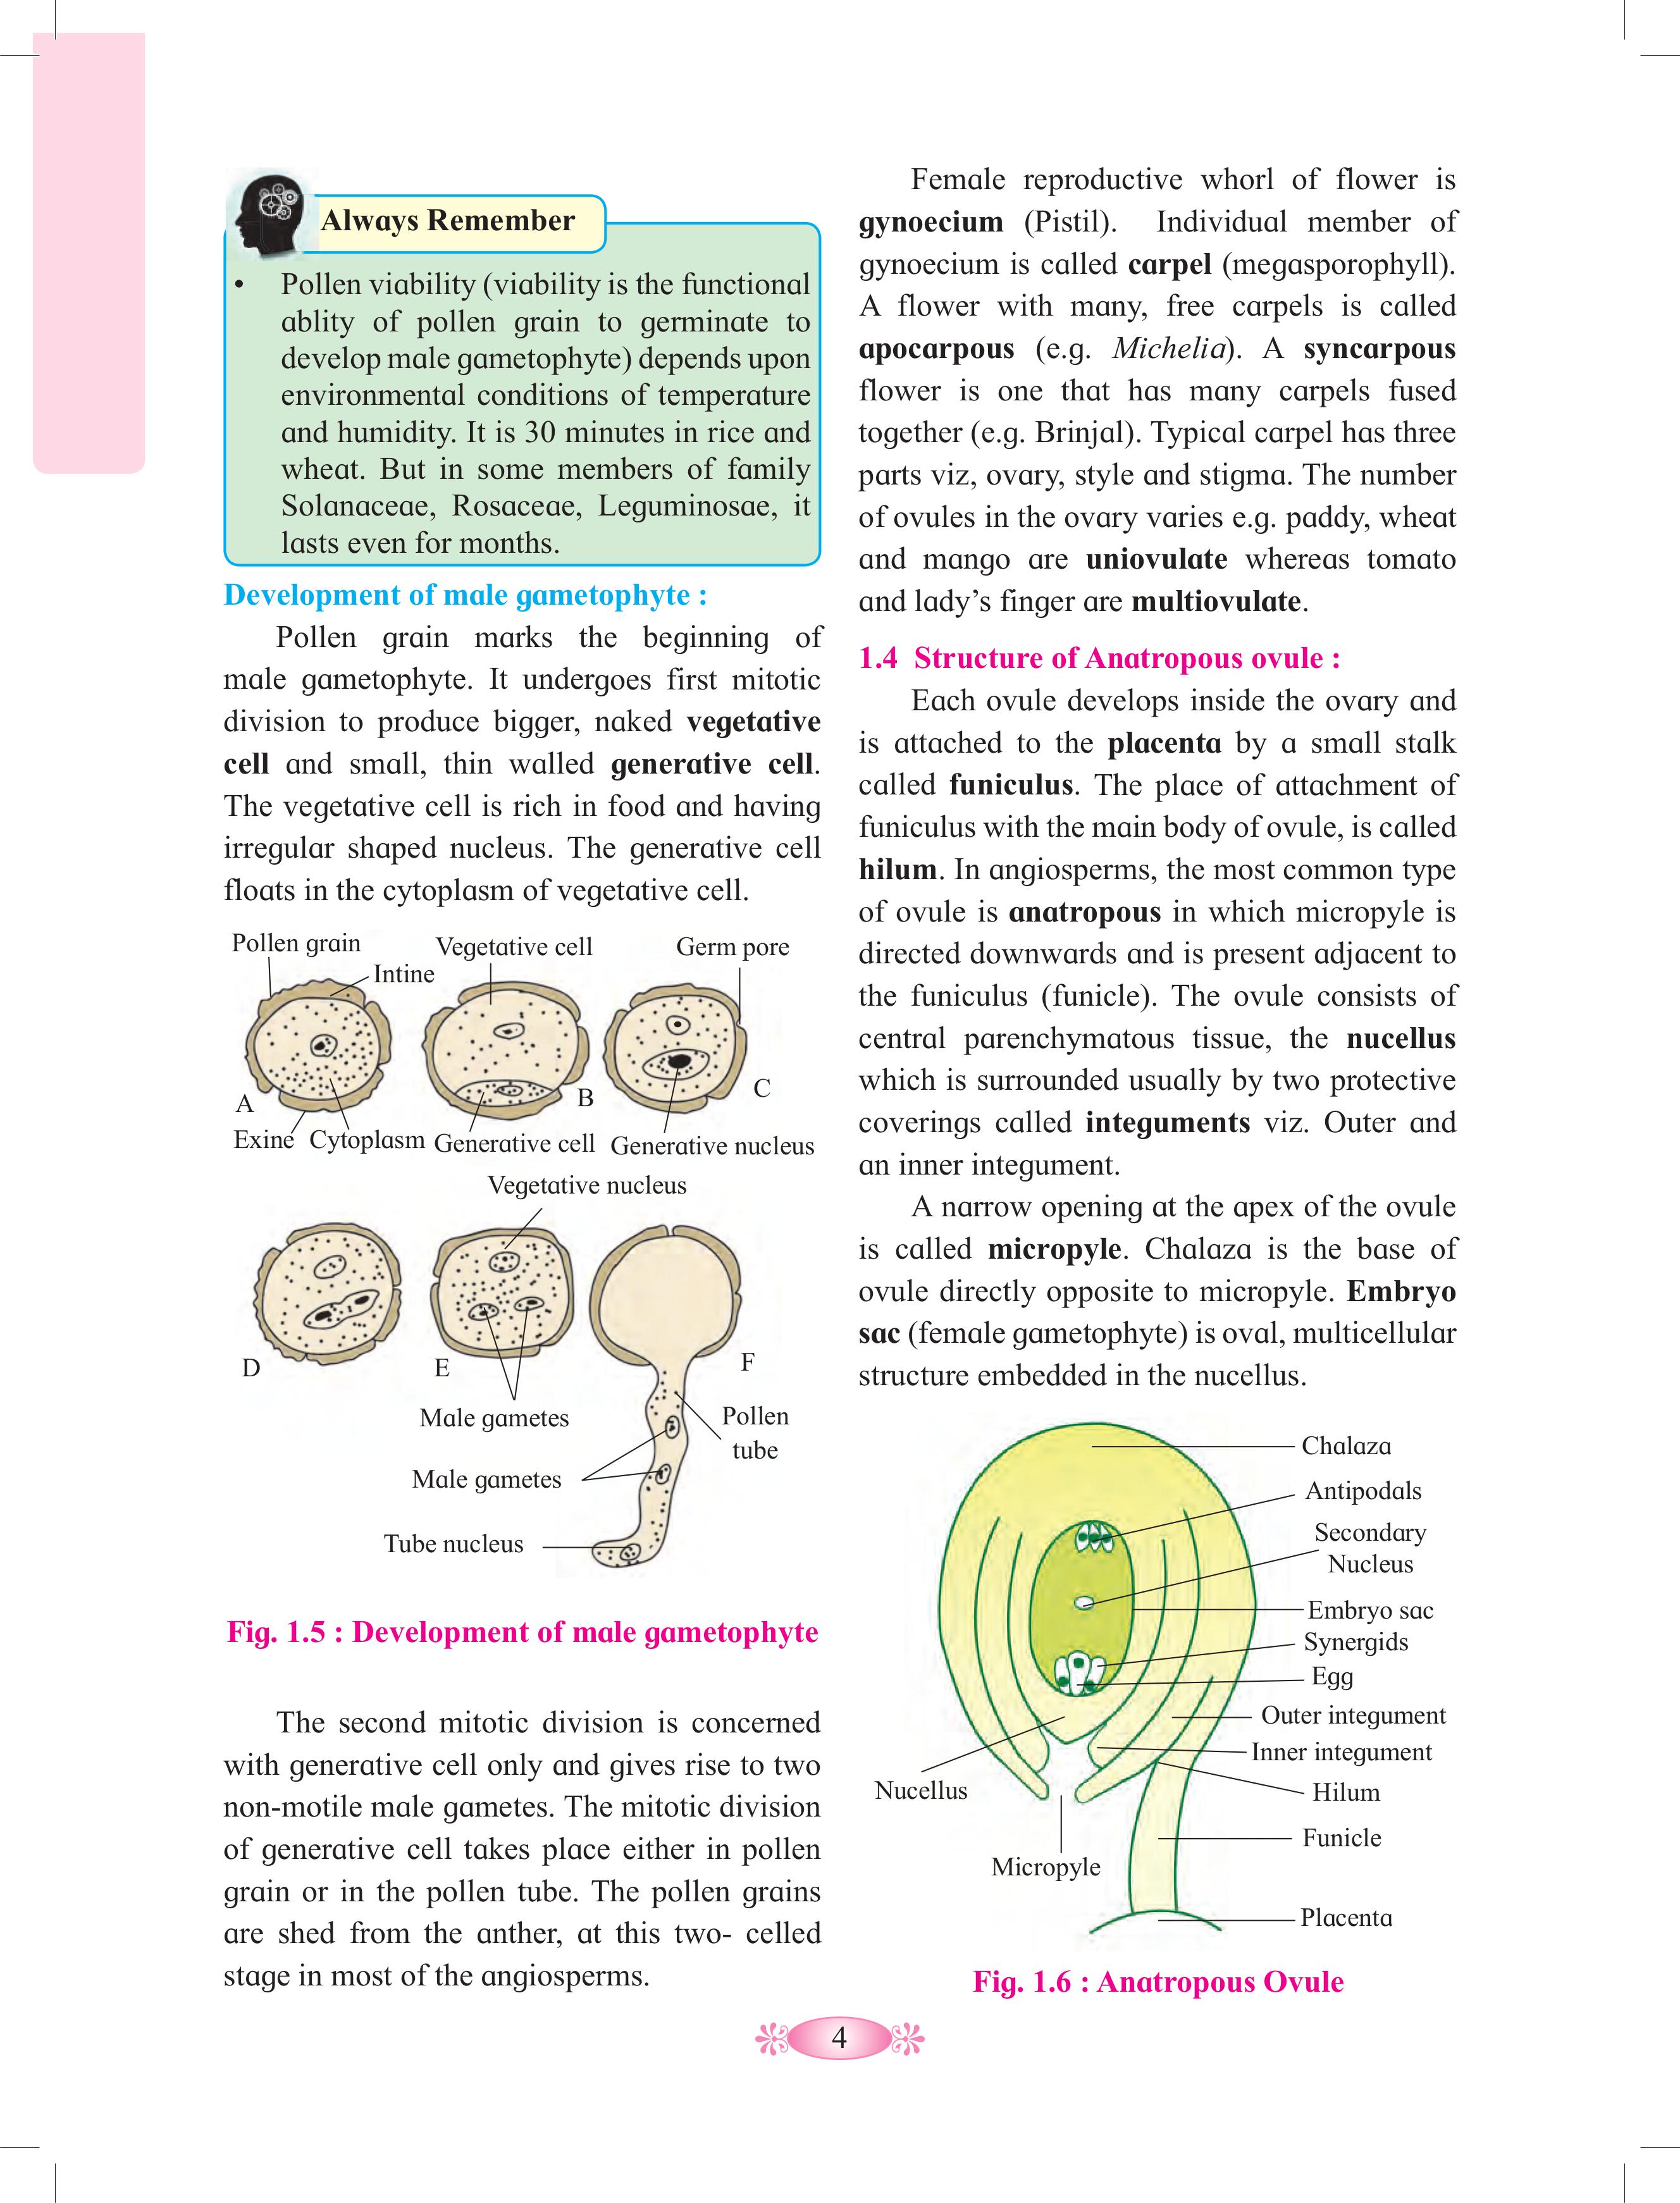 Always Remember
• Pollen viability (viability is the functional
ablity of pollen grain to germinate to
develop male gametophyte) depends upon
environmental conditions of temperature
and humidity. It is 30 minutes in rice and
wheat. But in some members of family
Solanaceae, Rosaceae, Leguminosae, it
lasts even for months.
Development of male gametophyte :
Pollen grain marks the beginning of
male gametophyte. It undergoes first mitotic
division to produce bigger, naked vegetative
cell and small, thin walled generative cell.
The vegetative cell is rich in food and having
irregular shaped nucleus. The generative cell
floats in the cytoplasm of vegetative cell.
Pollen grain
Vegetative cell
Germ pore
Intine
A
B
C
Exine
Cytoplasm
Generative cell
Generative nucleus
Vegetative nucleus
D
E
F
Male gametes
Pollen
tube
Male gametes
Tube nucleus
Fig. 1.5 : Development of male gametophyte
The second mitotic division is concerned
with generative cell only and gives rise to two
non-motile male gametes. The mitotic division
of generative cell takes place either in pollen
grain or in the pollen tube. The pollen grains
are shed from the anther, at this two- celled
stage in most of the angiosperms.
Female reproductive whorl of flower is
gynoecium (Pistil). Individual member of
gynoecium is called carpel (megasporophyll).
A flower with many, free carpels is called
apocarpous (e.g. Michelia). A syncarpous
flower is one that has many carpels fused
together (e.g. Brinjal). Typical carpel has three
parts viz, ovary, style and stigma. The number
of ovules in the ovary varies e.g. paddy, wheat
and mango are uniovulate whereas tomato
and lady’s finger are multiovulate.
1.4 Structure of Anatropous ovule :
Each ovule develops inside the ovary and
is attached to the placenta by a small stalk
called funiculus. The place of attachment of
funiculus with the main body of ovule, is called
hilum. In angiosperms, the most common type
of ovule is anatropous in which micropyle is
directed downwards and is present adjacent to
the funiculus (funicle). The ovule consists of
central parenchymatous tissue, the nucellus
which is surrounded usually by two protective
coverings called integuments viz. Outer and
an inner integument.
A narrow opening at the apex of the ovule
is called micropyle. Chalaza is the base of
ovule directly opposite to micropyle. Embryo
sac (female gametophyte) is oval, multicellular
structure embedded in the nucellus.
Chalaza
Antipodals
Secondary
Nucleus
Embryo sac
Synergids
Egg
Outer integument
Inner integument
Nucellus
Hilum
Funicle
Micropyle
Placenta
Fig. 1.6 : Anatropous Ovule
4